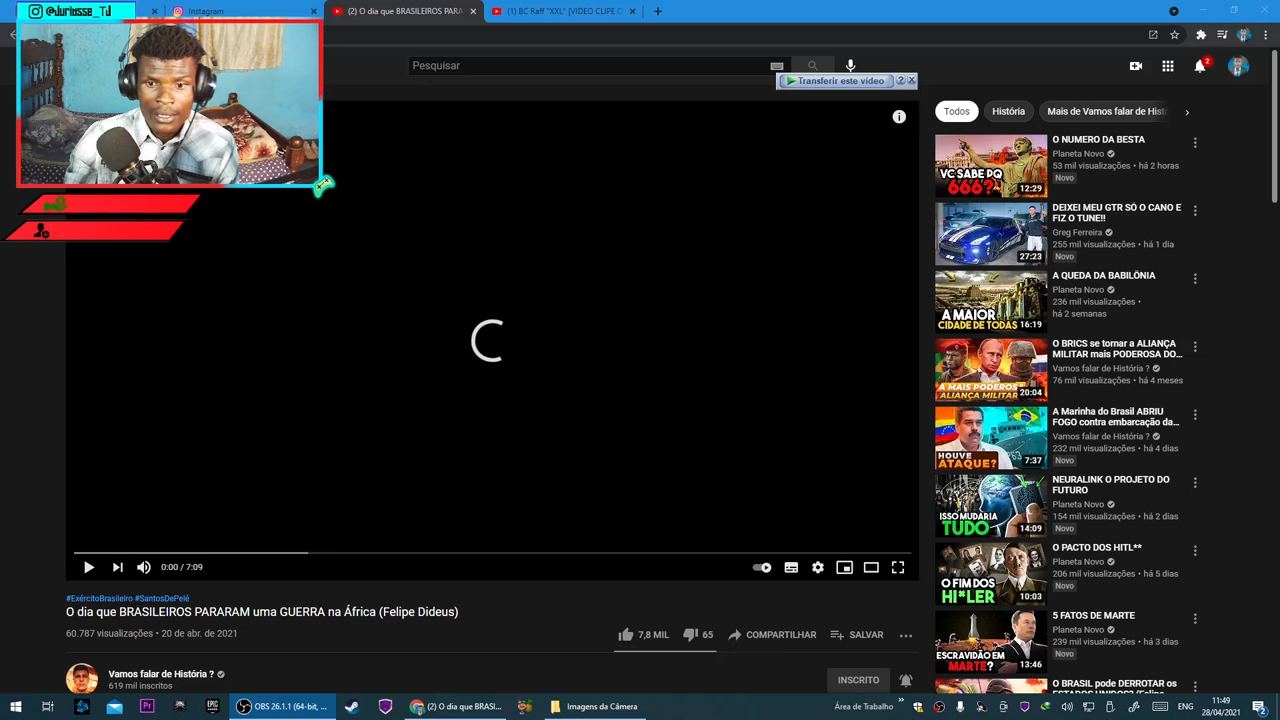 @Juriosse_TJ
Instagram
(2) O dia que BRASILEIROS PARA
(1) BC Raff "XXL" [VIDEO CLIPE O
Pesquisar
2
Transferir este vídeo
Todos
História
Mais de Vamos falar de Histó
VC SABE PQ
666?
12:29
O NUMERO DA BESTA
Planeta Novo
53 mil visualizações • há 2 horas
Novo
27:23
DEIXEI MEU GTR SÓ O CANO E
FIZ O TUNE!!
Greg Ferreira
255 mil visualizações • há 1 dia
Novo
A MAIOR
CIDADE DE TODAS
16:19
A QUEDA DA BABILÔNIA
Planeta Novo
236 mil visualizações •
há 2 semanas
A MAIS PODEROSA
ALIANÇA MILITAR
20:04
O BRICS se tornar a ALIANÇA
MILITAR mais PODEROSA DO...
Vamos falar de História ?
76 mil visualizações • há 4 meses
HOUVE
ATAQUE?
7:37
A Marinha do Brasil ABRIU
FOGO contra embarcação da...
Vamos falar de História ?
232 mil visualizações • há 4 dias
Novo
ISSO MUDARIA
TUDO
14:09
NEURALINK O PROJETO DO
FUTURO
Planeta Novo
154 mil visualizações • há 2 dias
Novo
O FIM DOS
HI*LER
10:03
O PACTO DOS HITL**
Planeta Novo
206 mil visualizações • há 5 dias
Novo
ESCRAVIDÃO EM
MARTE?
13:46
5 FATOS DE MARTE
Planeta Novo
239 mil visualizações • há 3 dias
Novo
O BRASIL pode DERROTAR os
0:00 / 7:09
#ExércitoBrasileiro #SantosDePelé
O dia que BRASILEIROS PARARAM uma GUERRA na África (Felipe Dideus)
60.787 visualizações • 20 de abr. de 2021
7,8 MIL
65
COMPARTILHAR
SALVAR
Vamos falar de História ?
619 mil inscritos
INSCRITO
OBS 26.1.1 (64-bit, ...
(2) O dia que BRASI...
Imagens da Câmera
Área de Trabalho
ENG
11:49
28/04/2021
2